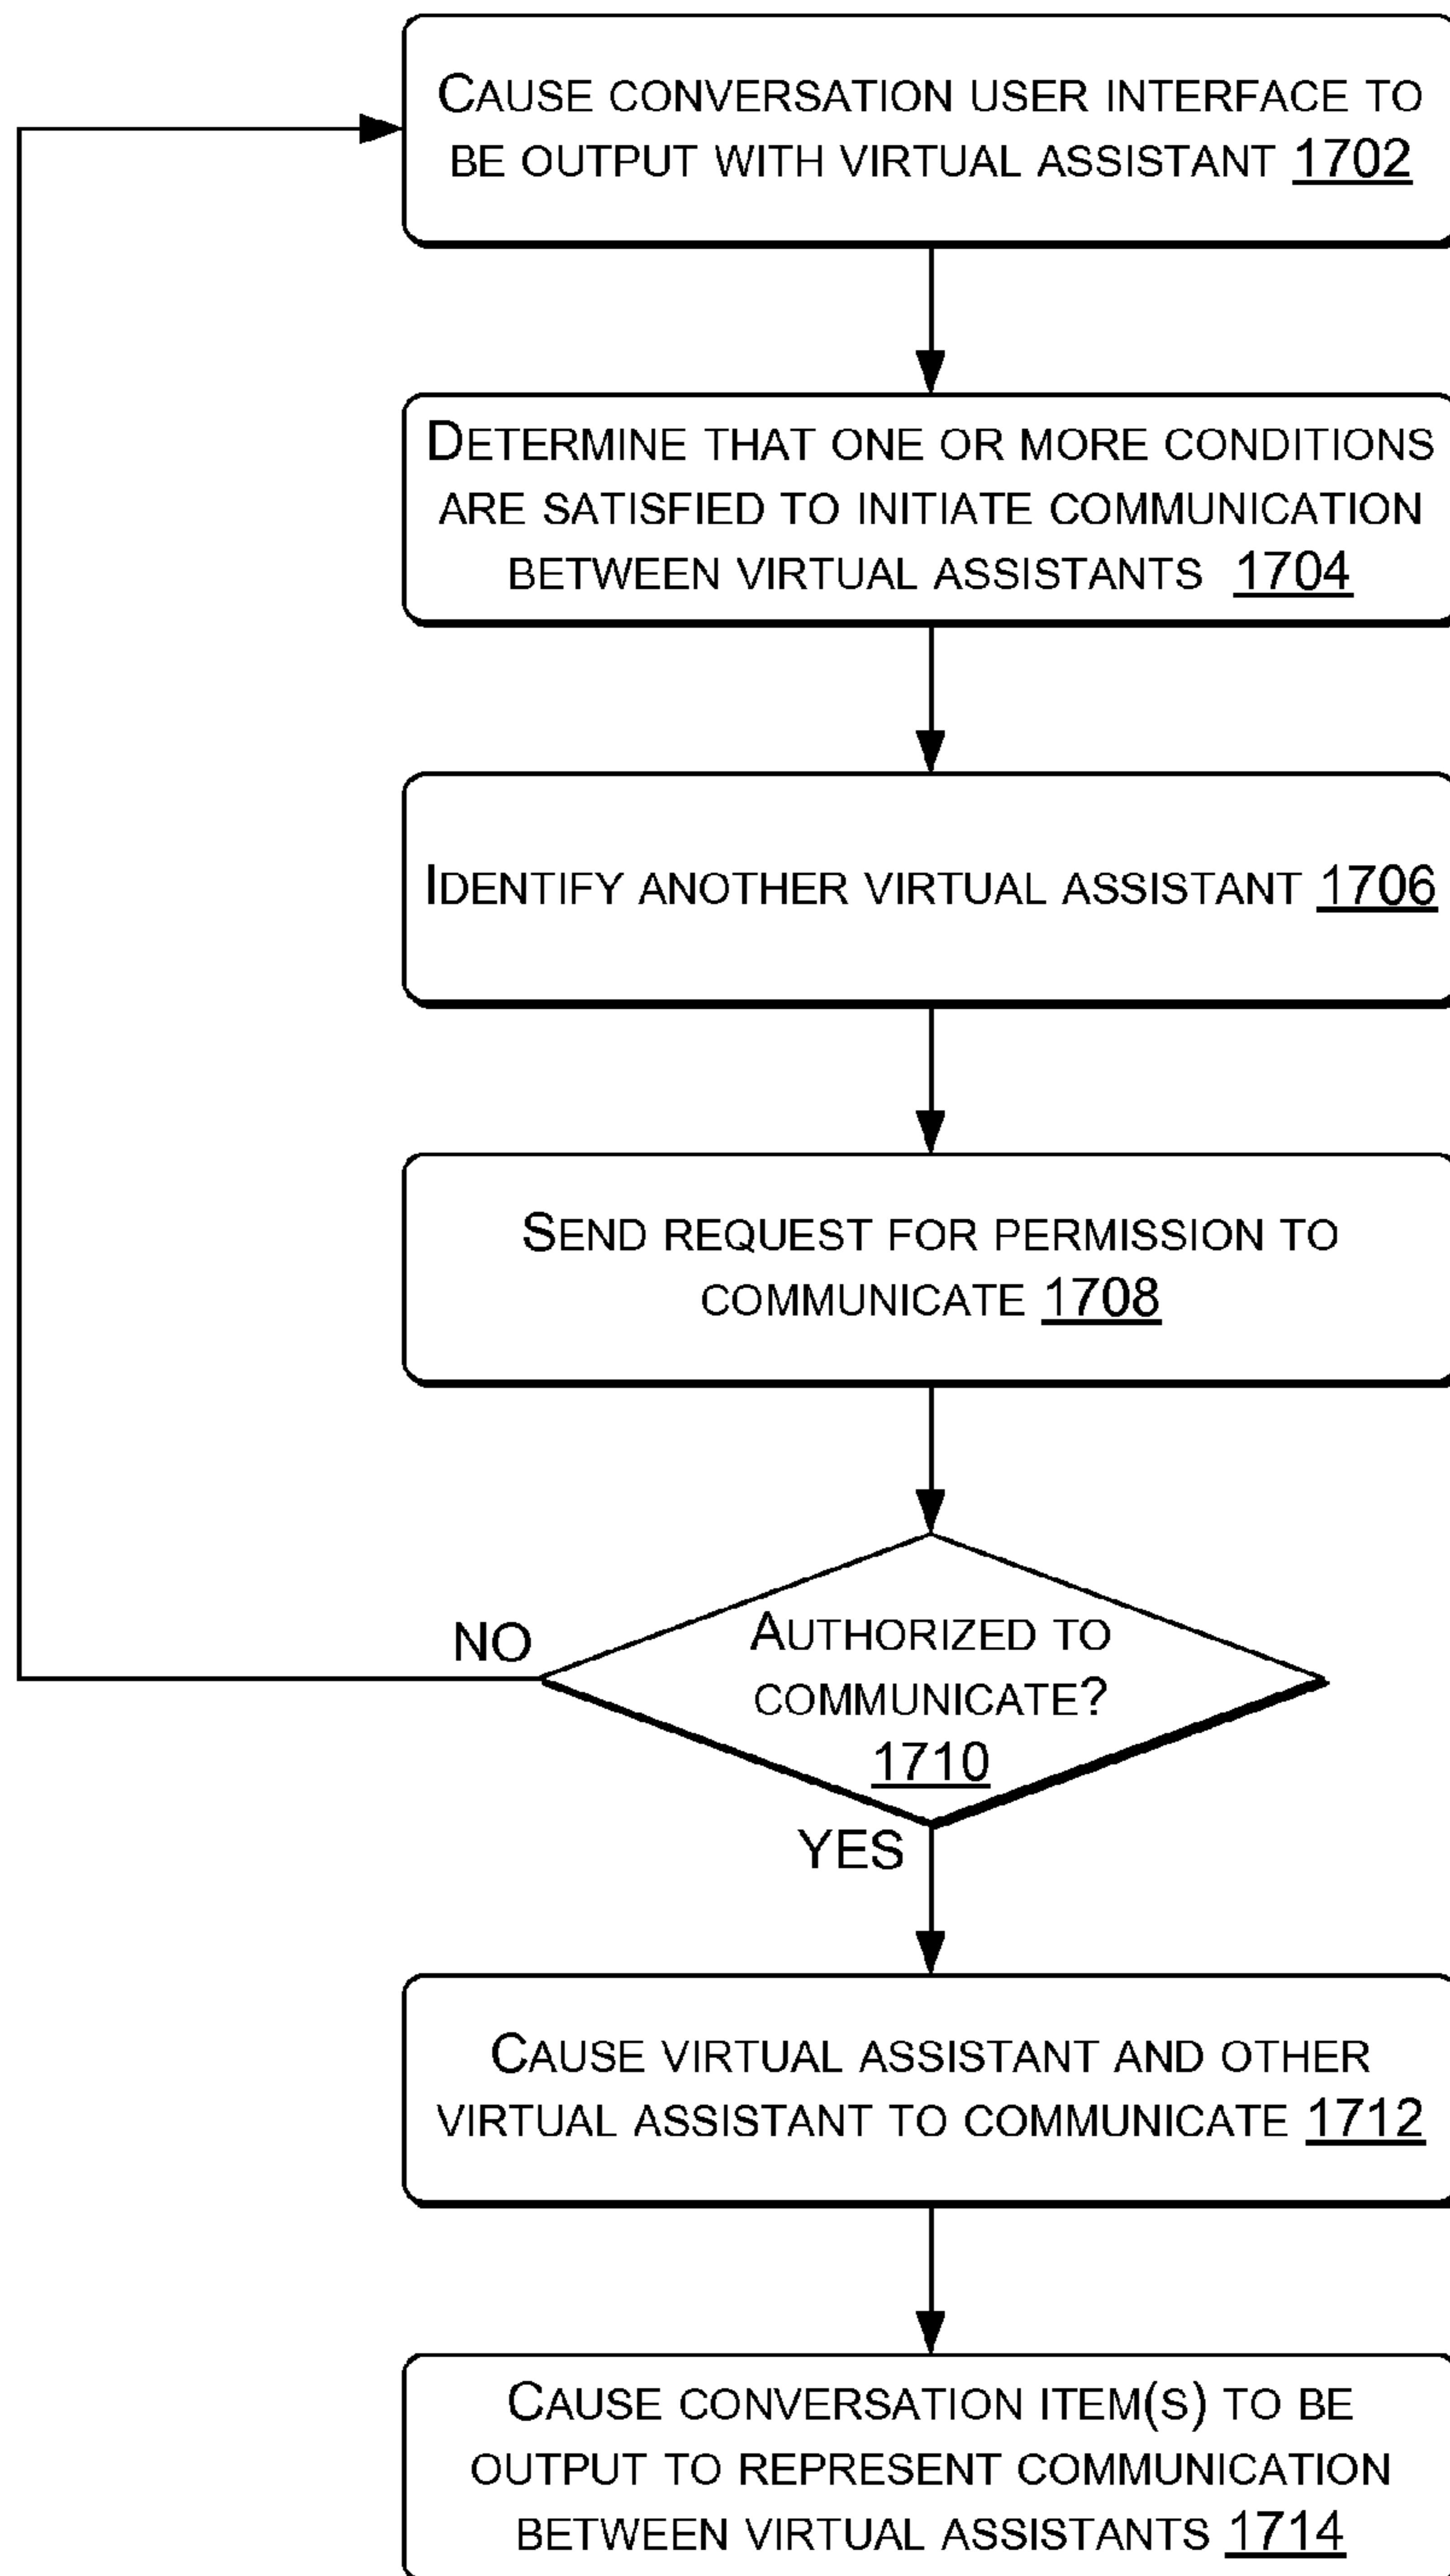 CAUSE CONVERSATION USER INTERFACE TO
BE OUTPUT WITH VIRTUAL ASSISTANT 1702
DETERMINE THAT ONE OR MORE CONDITIONS
ARE SATISFIED TO INITIATE COMMUNICATION
BETWEEN VIRTUAL ASSISTANTS 1704
IDENTIFY ANOTHER VIRTUAL ASSISTANT 1706
SEND REQUEST FOR PERMISSION TO
COMMUNICATE 1708
AUTHORIZED TO
COMMUNICATE?
1710
NO
YES
CAUSE VIRTUAL ASSISTANT AND OTHER
VIRTUAL ASSISTANT TO COMMUNICATE 1712
CAUSE CONVERSATION ITEM(S) TO BE
OUTPUT TO REPRESENT COMMUNICATION
BETWEEN VIRTUAL ASSISTANTS 1714